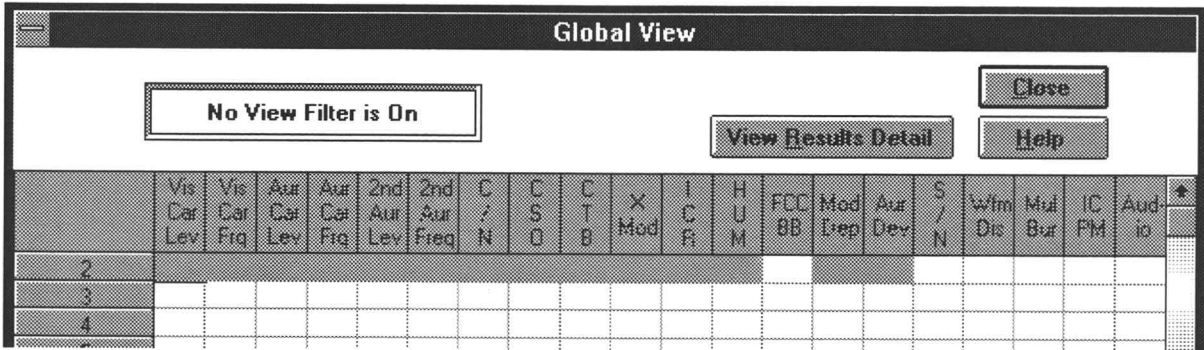 Global View
No View Filter is On
Close
View Results Detail
Help
Vis Car Lev
Vis Car Frq
Aur Car Lev
Aur Car Frq
2nd Aur Lev
2nd Aur Freq
C / N
C S O
C T B
X Mod
I C R
H U M
FCC BB
Mod Dep
Aur Dev
S / N
Wfm Dis
Mul Bur
IC PM
Aud- io
2
3
4